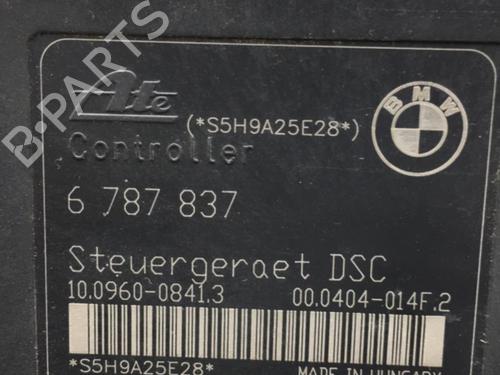 B-PARTS
Ate
(*S5H9A25E28*)
BMW
Controller
6 787 837
Steuergeraet DSC
10.0960-0841.3 00.0404-014F.2
*S5H9A25E28* MADE IN HUNGARY